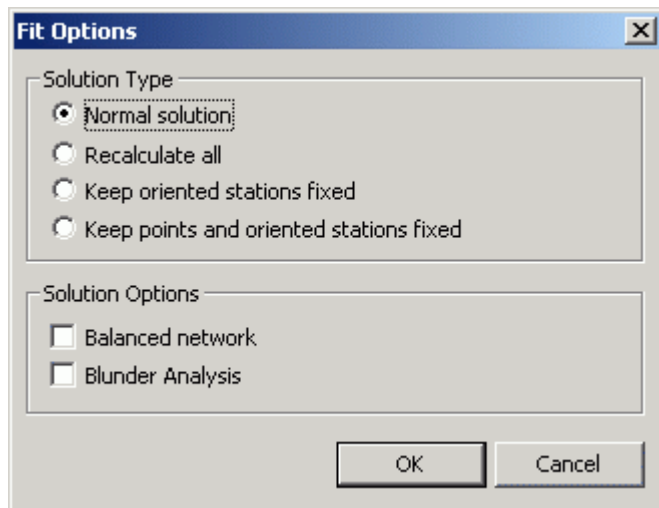 Fit Options
Solution Type
Normal solution
Recalculate all
Keep oriented stations fixed
Keep points and oriented stations fixed
Solution Options
Balanced network
Blunder Analysis
OK
Cancel